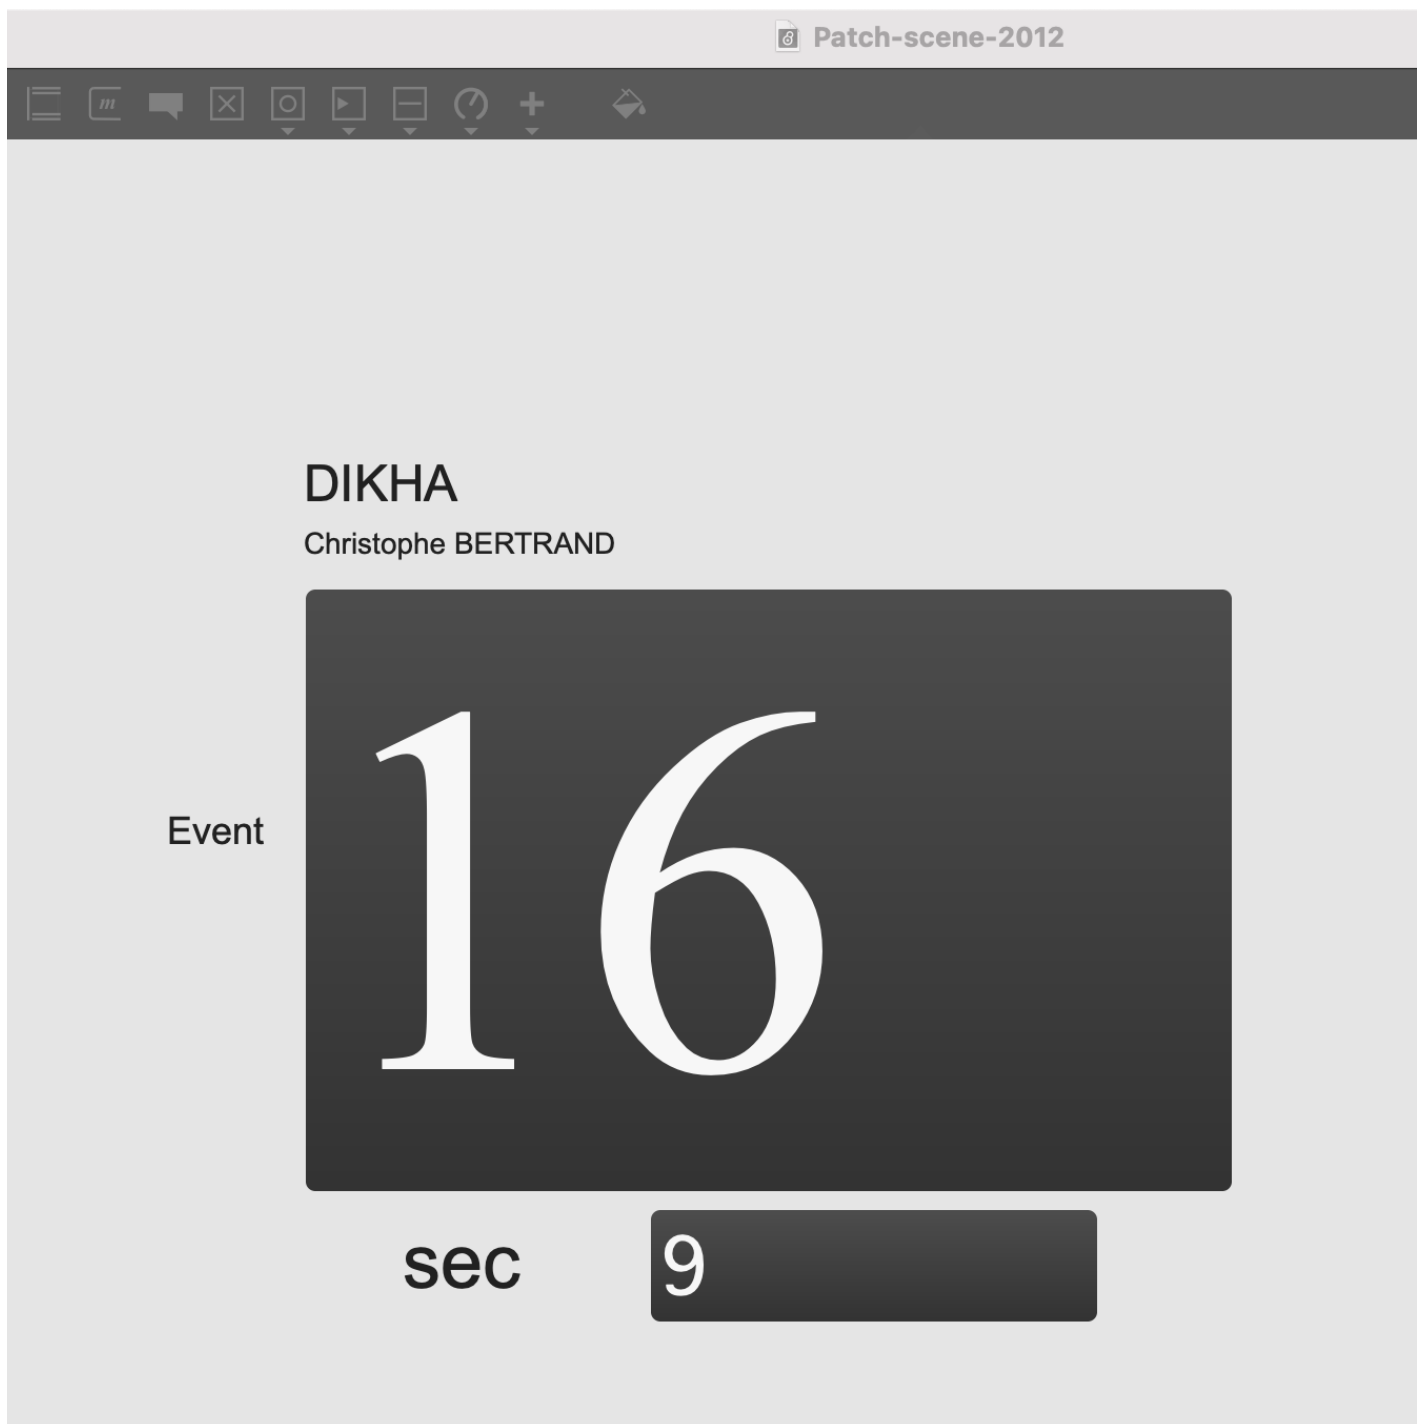 Patch-scene-2012
m
DIKHA
Christophe BERTRAND
Event
16
sec
9